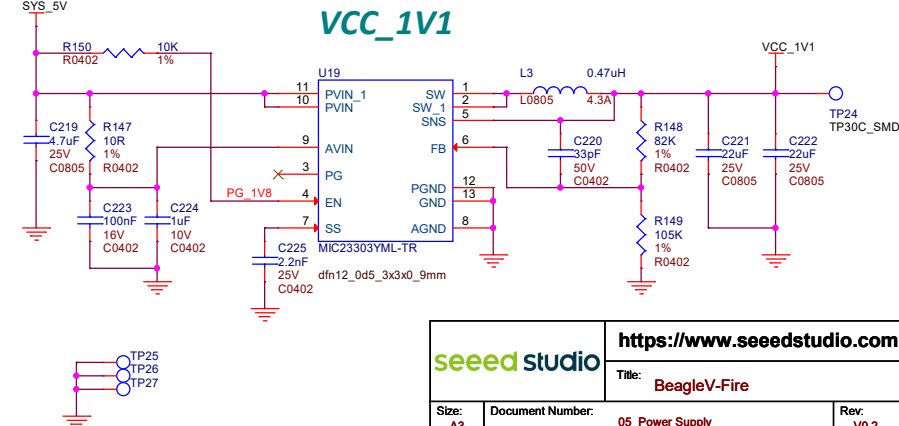 SYS_5V
VCC_1V1
R150 10K
R0402 1%
U19
11 PVIN_1 SW 1
10 PVIN SW_1 2
SNS 5
9 AVIN FB 6
3 PG
4 EN PGND 12
GND 13
7 SS AGND 8
MIC23303YML-TR
dfn12_0d5_3x3x0_9mm
PG_1V8
C219
4.7uF
25V
C0805
R147
10R
1%
R0402
C223
100nF
16V
C0402
C224
1uF
10V
C0402
C225
2.2nF
25V
C0402
L3 0.47uH
L0805 4.3A
C220
33pF
50V
C0402
R148
82K
1%
R0402
R149
105K
1%
R0402
C221
22uF
25V
C0805
C222
22uF
25V
C0805
VCC_1V1
TP24
TP30C_SMD
TP25
TP26
TP27
seeed studio
https://www.seeedstudio.com
Title:
BeagleV-Fire
Size: Document Number: Rev:
A3 05_Power Supply V0.2